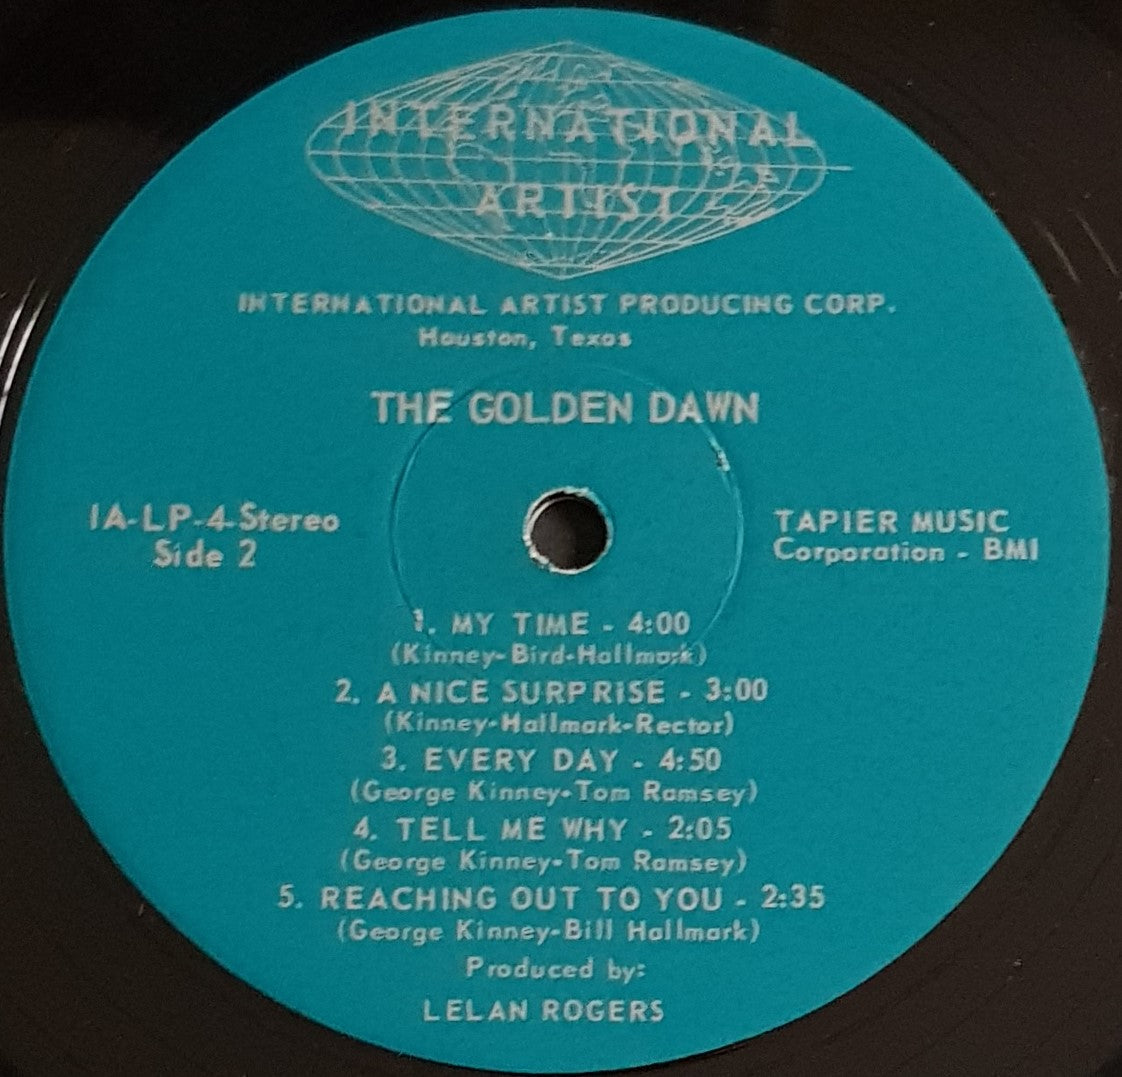 INTERNATIONAL
ARTIST
INTERNATIONAL ARTIST PRODUCING CORP.
Houston, Texas
THE GOLDEN DAWN
IA-LP-4-Stereo
Side 2
TAPIER MUSIC
Corporation - BMI
1. MY TIME - 4:00
(Kinney-Bird-Hallmark)
2. A NICE SURPRISE - 3:00
(Kinney-Hallmark-Rector)
3. EVERY DAY - 4:50
(George Kinney-Tom Ramsey)
4. TELL ME WHY - 2:05
(George Kinney-Tom Ramsey)
5. REACHING OUT TO YOU - 2:35
(George Kinney-Bill Hallmark)
Produced by:
LELAN ROGERS